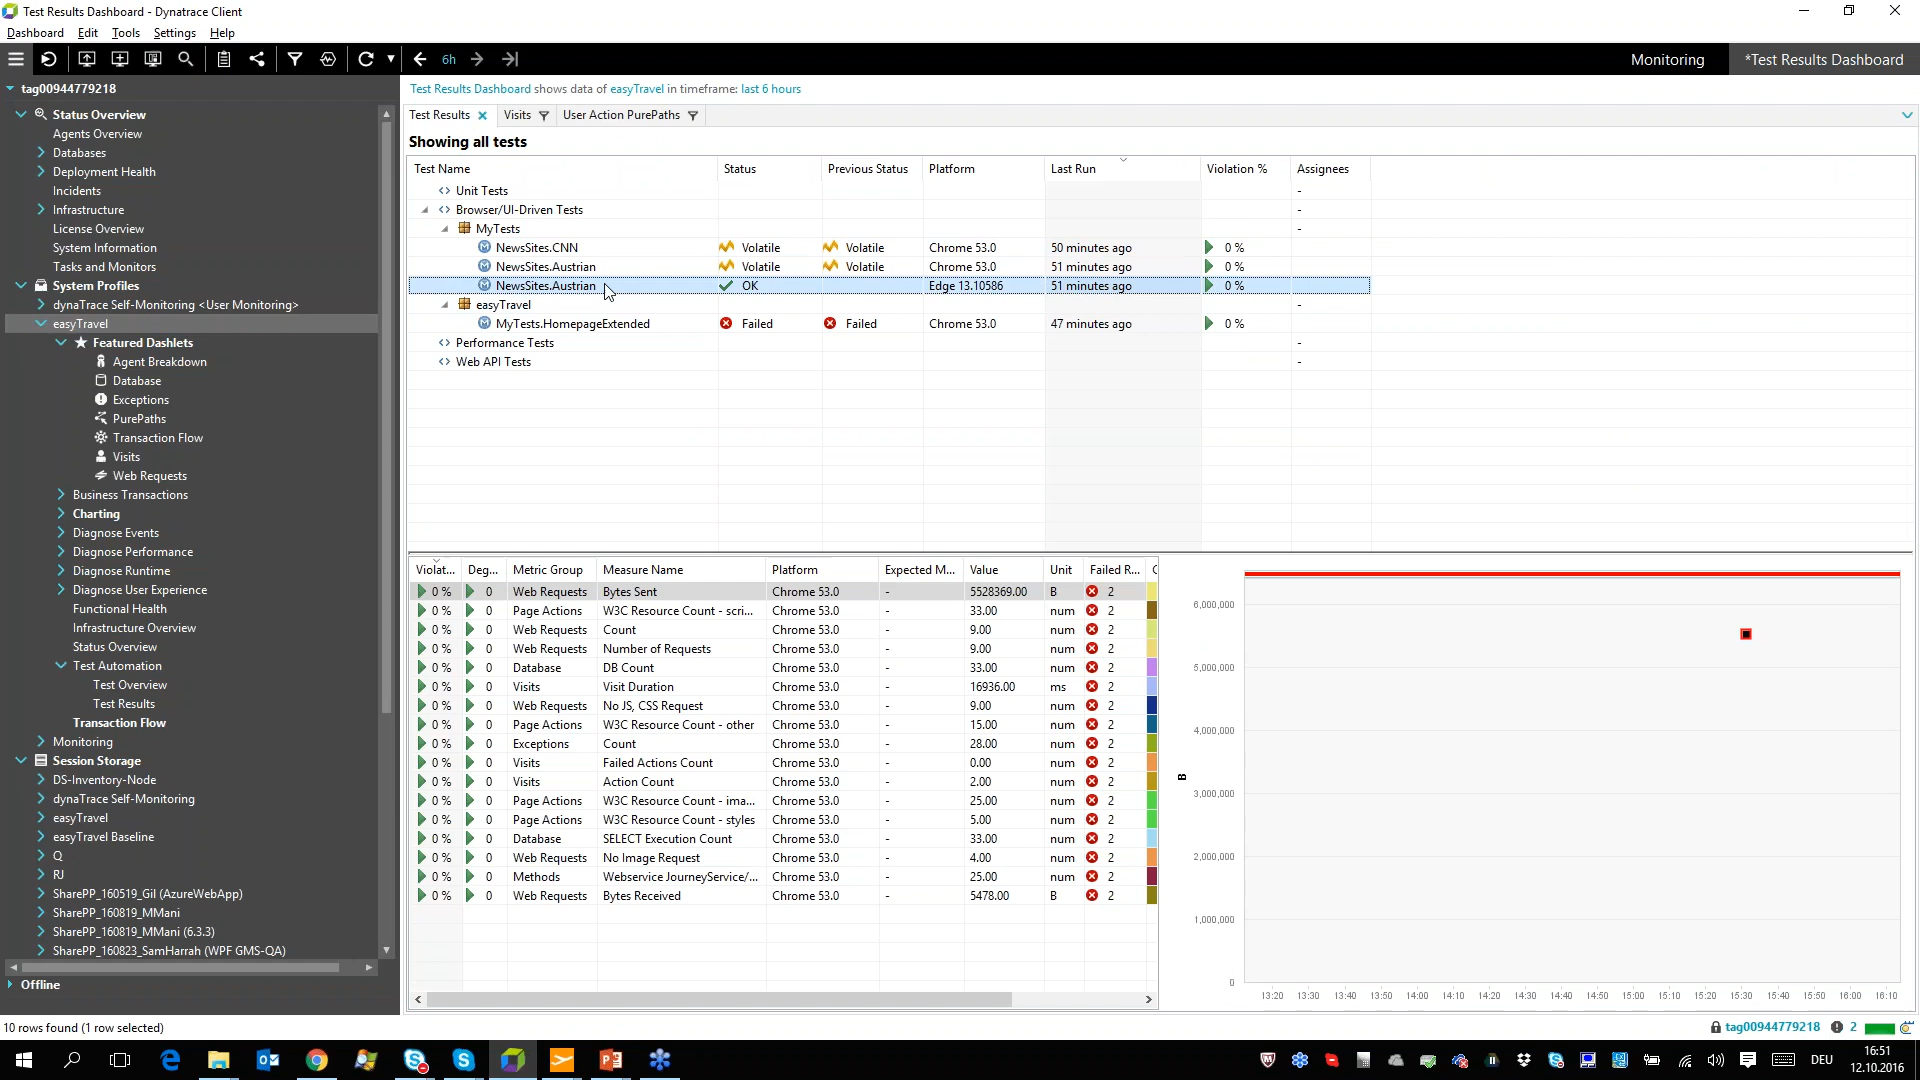 Test Results Dashboard - Dynatrace Client
Dashboard Edit Tools Settings Help
6h
Monitoring *Test Results Dashboard
tag00944779218
Status Overview
Agents Overview
Databases
Deployment Health
Incidents
Infrastructure
License Overview
System Information
Tasks and Monitors
System Profiles
dynaTrace Self-Monitoring <User Monitoring>
easyTravel
Featured Dashlets
Agent Breakdown
Database
Exceptions
PurePaths
Transaction Flow
Visits
Web Requests
Business Transactions
Charting
Diagnose Events
Diagnose Performance
Diagnose Runtime
Diagnose User Experience
Functional Health
Infrastructure Overview
Status Overview
Test Automation
Test Overview
Test Results
Transaction Flow
Monitoring
Session Storage
DS-Inventory-Node
dynaTrace Self-Monitoring
easyTravel
easyTravel Baseline
Q
RJ
SharePP_160519_Gil (AzureWebApp)
SharePP_160819_MMani
SharePP_160819_MMani (6.3.3)
SharePP_160823_SamHarrah (WPF GMS-QA)
Offline
Test Results Dashboard shows data of easyTravel in timeframe: last 6 hours
Test Results Visits User Action PurePaths
Showing all tests
Test Name Status Previous Status Platform Last Run Violation % Assignees
Unit Tests -
Browser/UI-Driven Tests -
MyTests -
NewsSites.CNN Volatile Volatile Chrome 53.0 50 minutes ago 0 %
NewsSites.Austrian Volatile Volatile Chrome 53.0 51 minutes ago 0 %
NewsSites.Austrian OK Edge 13.10586 51 minutes ago 0 %
easyTravel -
MyTests.HomepageExtended Failed Failed Chrome 53.0 47 minutes ago 0 %
Performance Tests -
Web API Tests -
Violat... Deg... Metric Group Measure Name Platform Expected M... Value Unit Failed R...
0 % 0 Web Requests Bytes Sent Chrome 53.0 - 5528369.00 B 2
0 % 0 Page Actions W3C Resource Count - scri... Chrome 53.0 - 33.00 num 2
0 % 0 Web Requests Count Chrome 53.0 - 9.00 num 2
0 % 0 Web Requests Number of Requests Chrome 53.0 - 9.00 num 2
0 % 0 Database DB Count Chrome 53.0 - 33.00 num 2
0 % 0 Visits Visit Duration Chrome 53.0 - 16936.00 ms 2
0 % 0 Web Requests No JS, CSS Request Chrome 53.0 - 9.00 num 2
0 % 0 Page Actions W3C Resource Count - other Chrome 53.0 - 15.00 num 2
0 % 0 Exceptions Count Chrome 53.0 - 28.00 num 2
0 % 0 Visits Failed Actions Count Chrome 53.0 - 0.00 num 2
0 % 0 Visits Action Count Chrome 53.0 - 2.00 num 2
0 % 0 Page Actions W3C Resource Count - ima... Chrome 53.0 - 25.00 num 2
0 % 0 Page Actions W3C Resource Count - styles Chrome 53.0 - 5.00 num 2
0 % 0 Database SELECT Execution Count Chrome 53.0 - 33.00 num 2
0 % 0 Web Requests No Image Request Chrome 53.0 - 4.00 num 2
0 % 0 Methods Webservice JourneyService/... Chrome 53.0 - 25.00 num 2
0 % 0 Web Requests Bytes Received Chrome 53.0 - 5478.00 B 2
6,000,000
5,000,000
4,000,000
B
3,000,000
2,000,000
1,000,000
0
13:20 13:30 13:40 13:50 14:00 14:10 14:20 14:30 14:40 14:50 15:00 15:10 15:20 15:30 15:40 15:50 16:00 16:10
10 rows found (1 row selected)
tag00944779218 2
DEU
16:51
12.10.2016